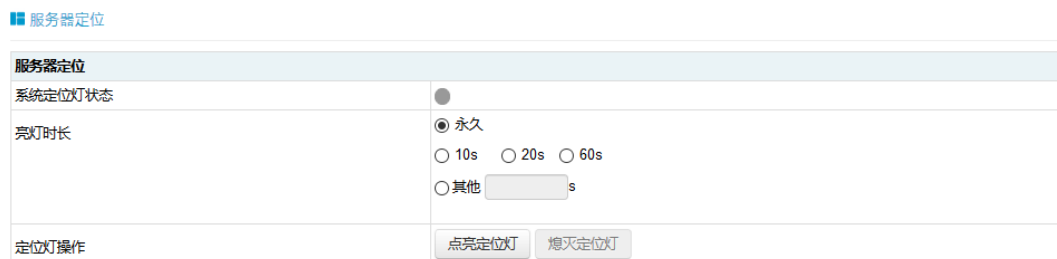 服务器定位
服务器定位
系统定位灯状态
亮灯时长
永久
10s 20s 60s
其他 s
定位灯操作 点亮定位灯 熄灭定位灯